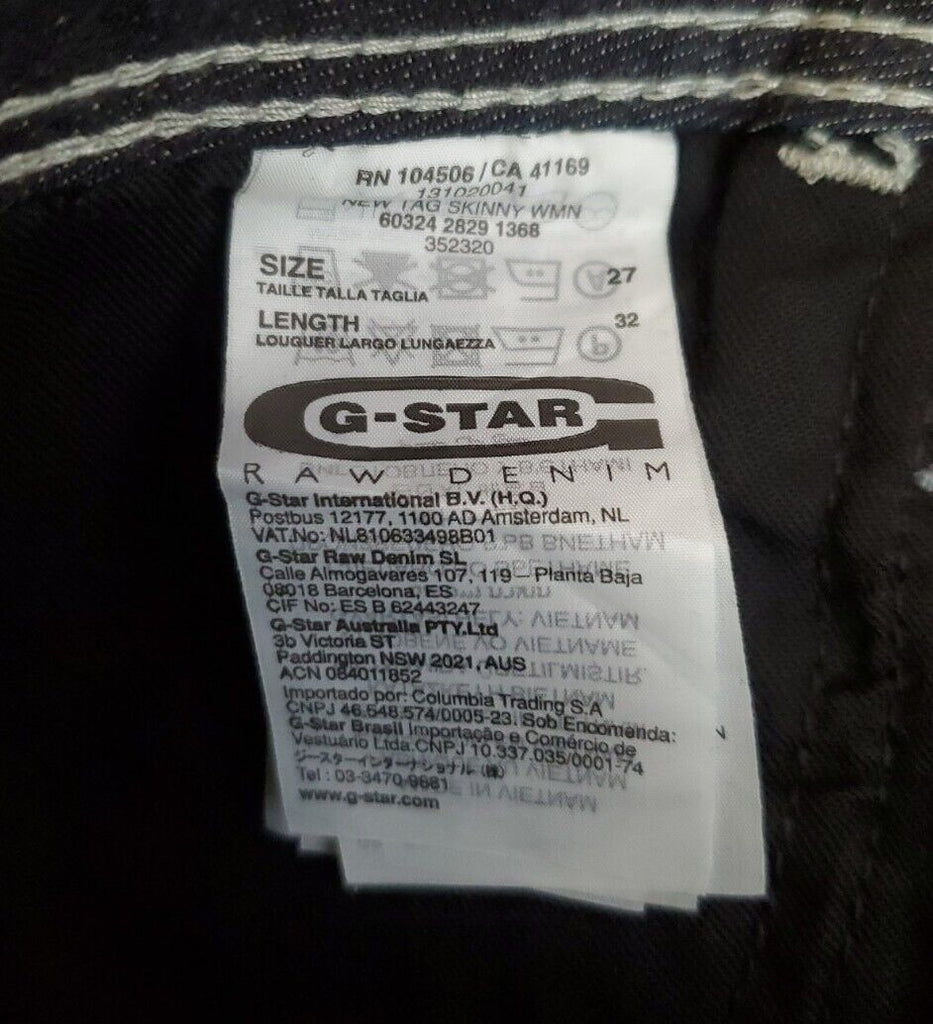 RN 104506 / CA 41169
131020041
NEW TAG SKINNY WMN
60324 2829 1368
352320
SIZE 27
TAILLE TALLA TAGLIA
LENGTH 32
LOUGUER LARGO LUNGAEZZA
G-STAR
RAW DENIM
G-Star International B.V. (H.Q.)
Postbus 12177, 1100 AD Amsterdam, NL
VAT.No: NL810633498B01
G-Star Raw Denim SL
Calle Almogavares 107, 119 – Planta Baja
08018 Barcelona, ES
CIF No: ES B 62443247
G-Star Australia PTY.Ltd
3b Victoria ST
Paddington NSW 2021, AUS
ACN 084011852
Importado por: Columbia Trading S.A
CNPJ 46.548.574/0005-23. Sob Encomenda:
G-Star Brasil Importação e Comércio de
Vestuário Ltda.CNPJ 10.337.035/0001-74
ジースターインターナショナル (株)
Tel : 03-3470-9661
www.g-star.com